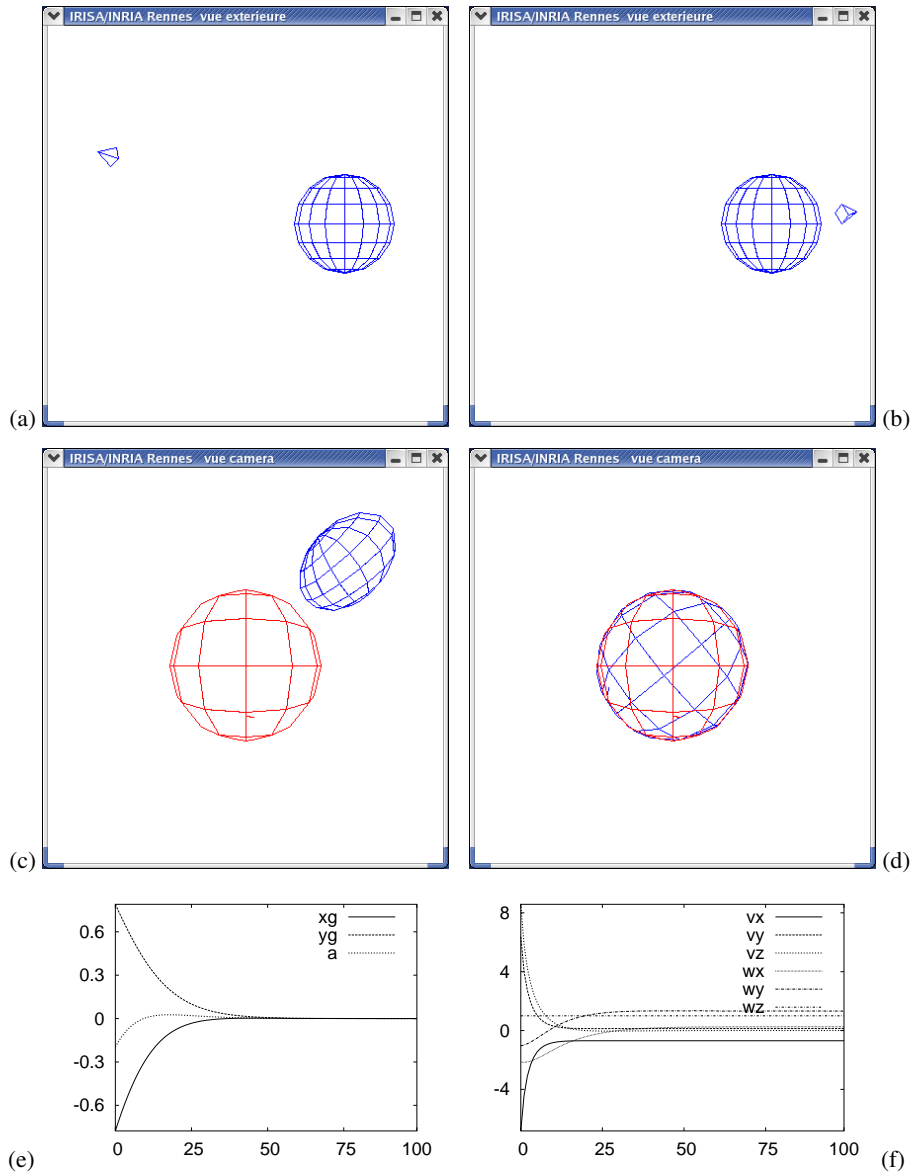 IRISA/INRIA Rennes vue exterieure
IRISA/INRIA Rennes vue exterieure
(a)
(b)
IRISA/INRIA Rennes vue camera
IRISA/INRIA Rennes vue camera
(c)
(d)
xg
yg
a
0.6
0.3
0
-0.3
-0.6
0 25 50 75 100
(e)
vx
vy
vz
wx
wy
wz
8
4
0
-4
0 25 50 75 100
(f)